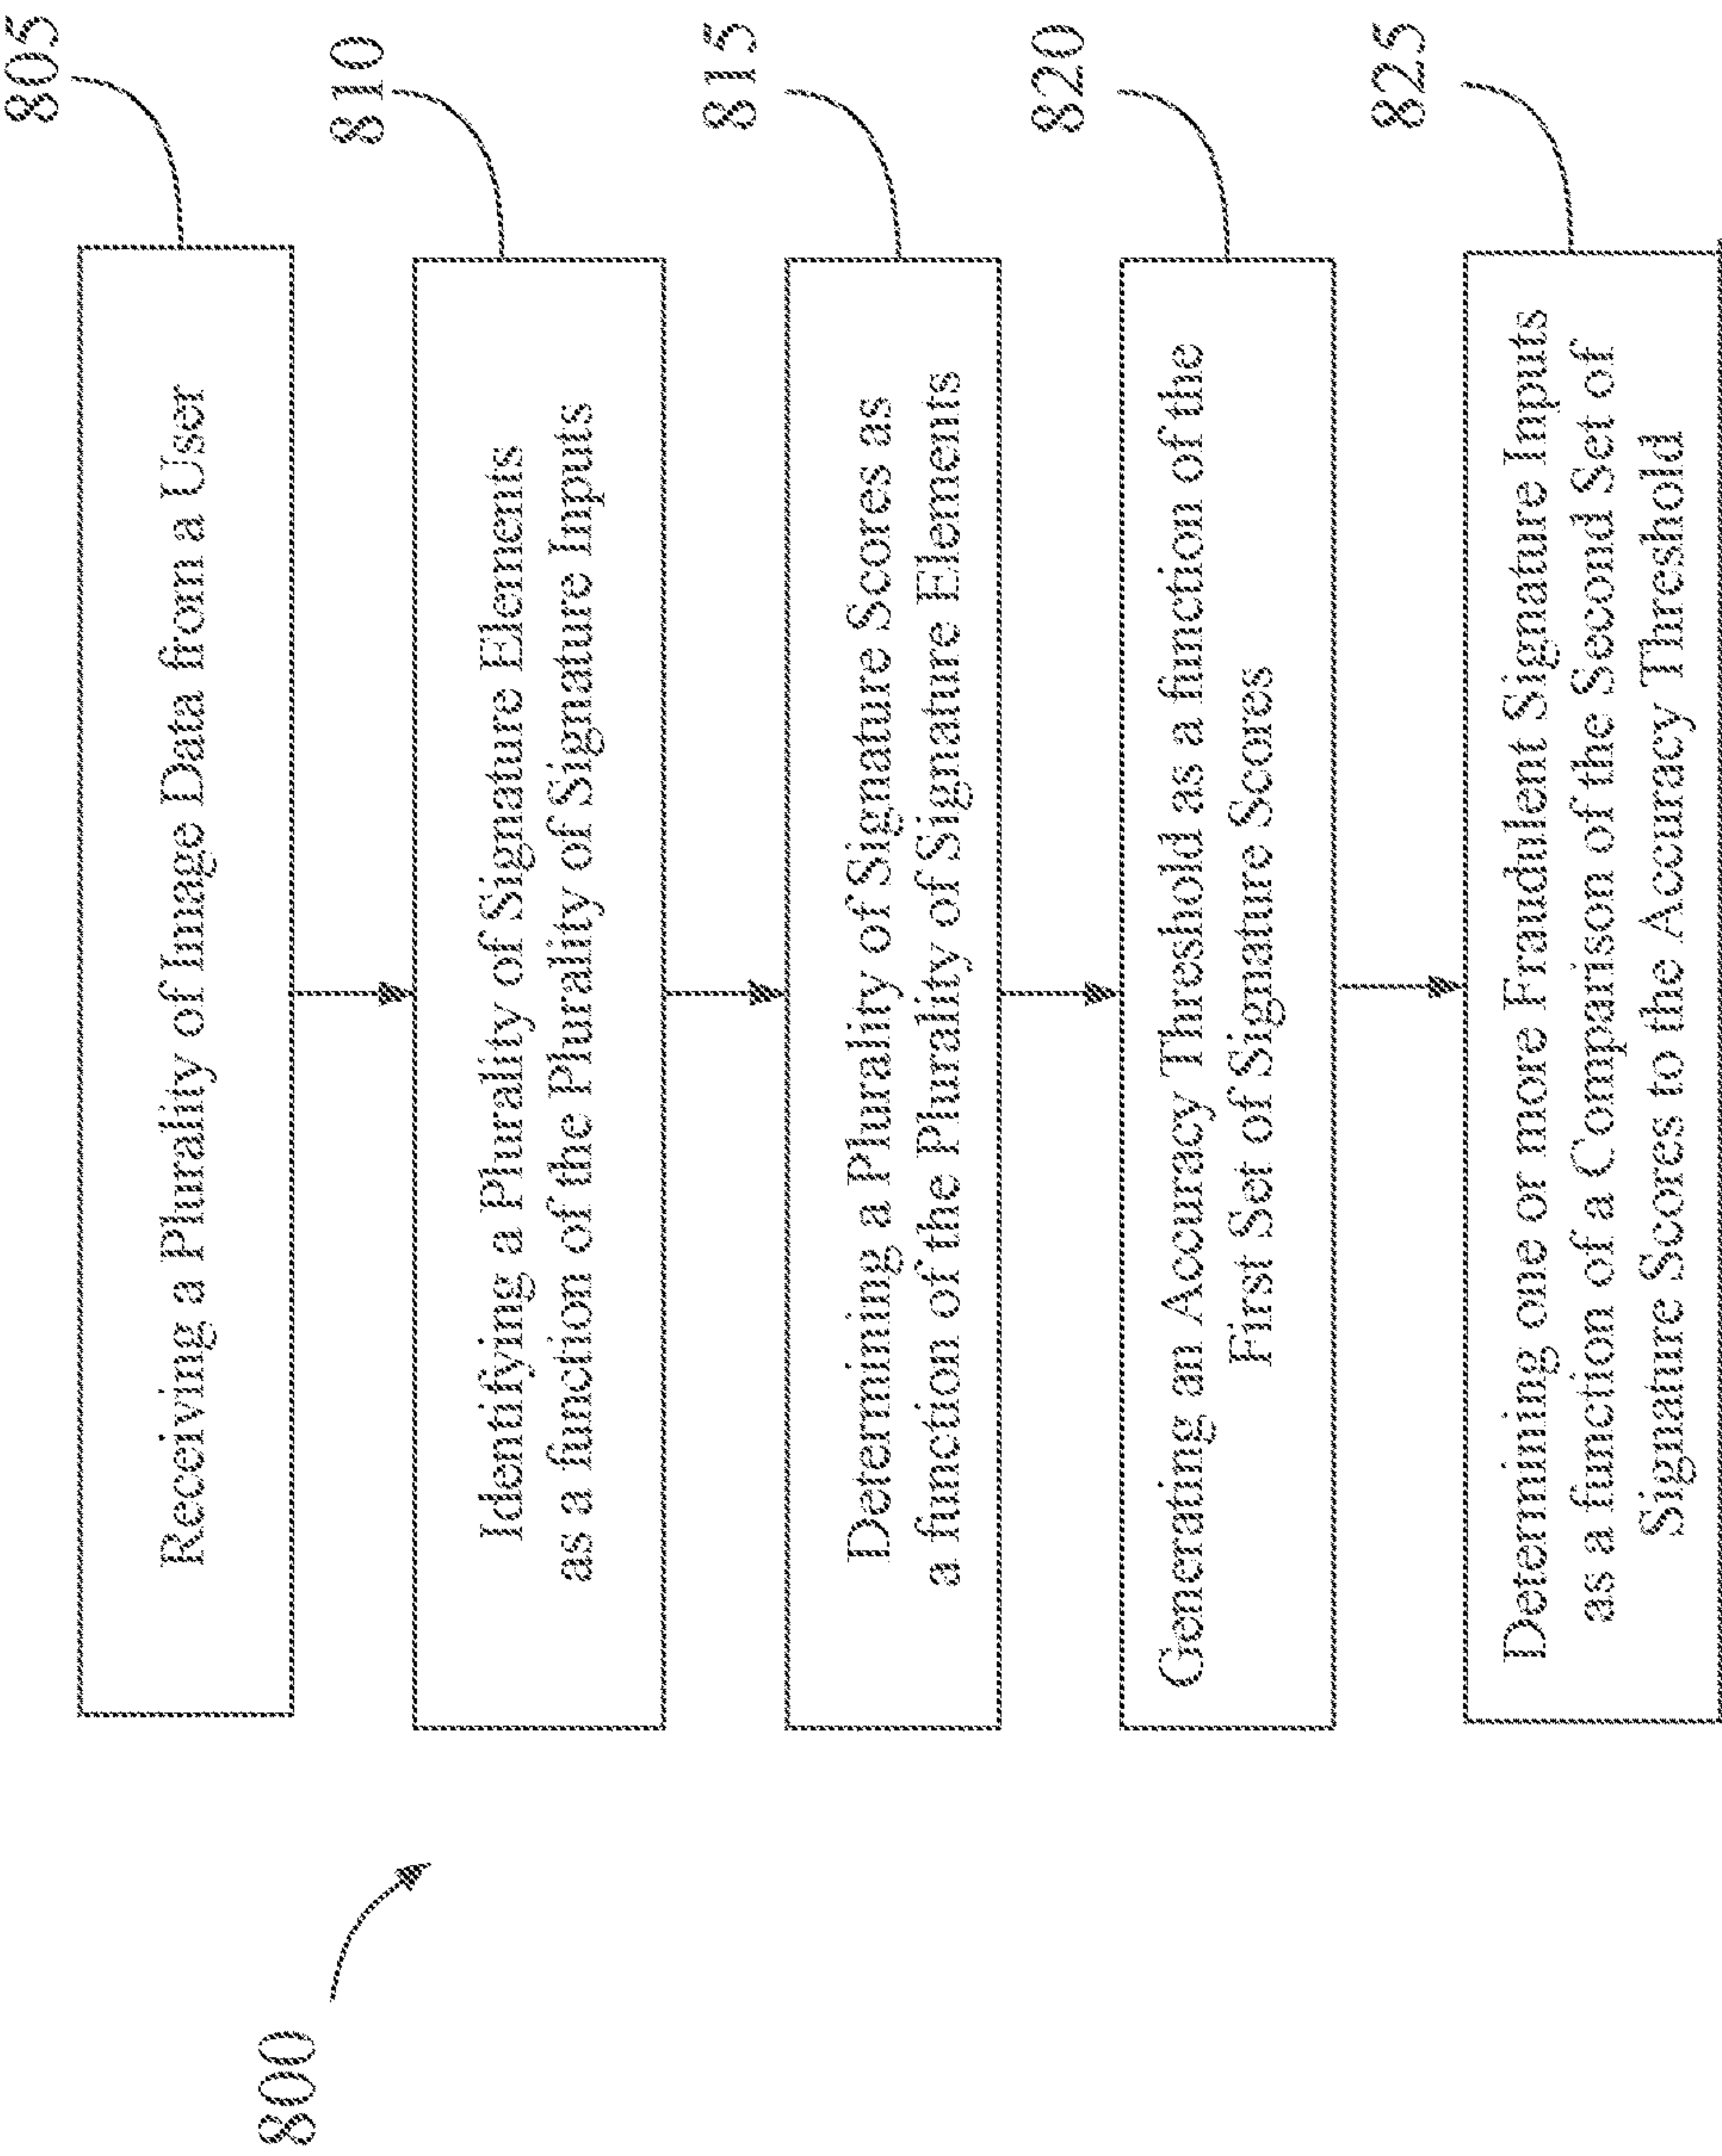 800
805
Receiving a Plurality of Image Data from a User
810
Identifying a Plurality of Signature Elements
as a function of the Plurality of Signature Inputs
815
Determining a Plurality of Signature Scores as
a function of the Plurality of Signature Elements
820
Generating an Accuracy Threshold as a function of the
First Set of Signature Scores
825
Determining one or more Fraudulent Signature Inputs
as a function of a Comparison of the Second Set of
Signature Scores to the Accuracy Threshold